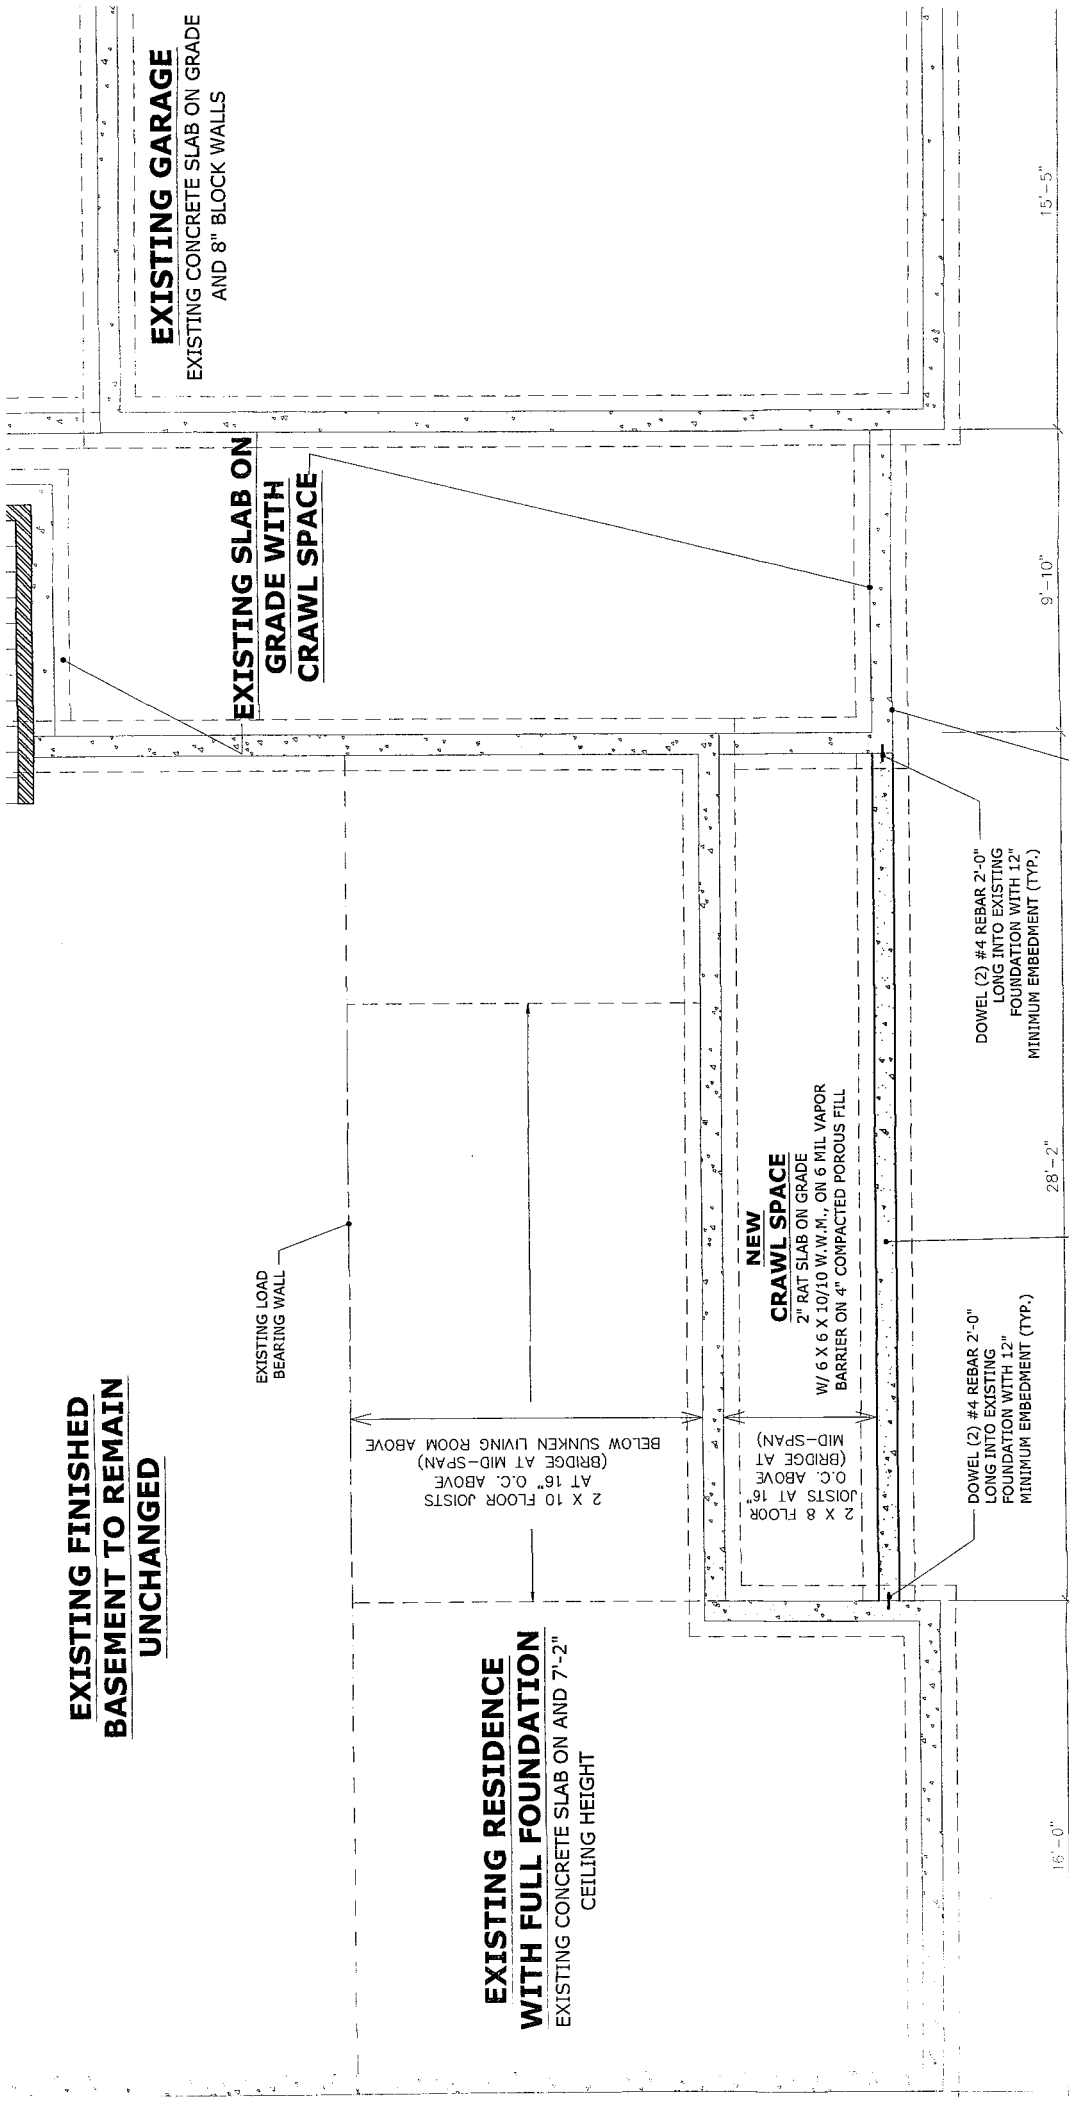 EXISTING FINISHED
BASEMENT TO REMAIN
UNCHANGED
EXISTING GARAGE
EXISTING CONCRETE SLAB ON GRADE
AND 8" BLOCK WALLS
EXISTING SLAB ON
GRADE WITH
CRAWL SPACE
EXISTING LOAD
BEARING WALL
2 X 10 FLOOR JOISTS
AT 16" O.C. ABOVE
(BRIDGE AT MID-SPAN)
BELOW SUNKEN LIVING ROOM ABOVE
EXISTING RESIDENCE
WITH FULL FOUNDATION
EXISTING CONCRETE SLAB ON AND 7'-2"
CEILING HEIGHT
2 X 8 FLOOR
JOISTS AT 16"
O.C. ABOVE
(BRIDGE AT
MID-SPAN)
NEW
CRAWL SPACE
2" RAT SLAB ON GRADE
W/ 6 X 6 X 10/10 W.W.M., ON 6 MIL VAPOR
BARRIER ON 4" COMPACTED POROUS FILL
DOWEL (2) #4 REBAR 2'-0"
LONG INTO EXISTING
FOUNDATION WITH 12"
MINIMUM EMBEDMENT (TYP.)
DOWEL (2) #4 REBAR 2'-0"
LONG INTO EXISTING
FOUNDATION WITH 12"
MINIMUM EMBEDMENT (TYP.)
16'-0"
28'-2"
9'-10"
15'-5"